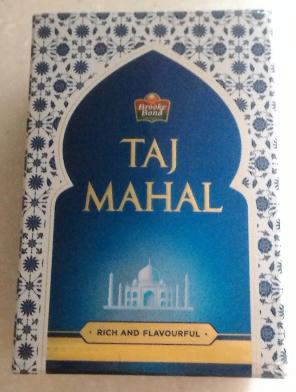 Brooke
Bond
TAJ
MAHAL
RICH AND FLAVOURFUL